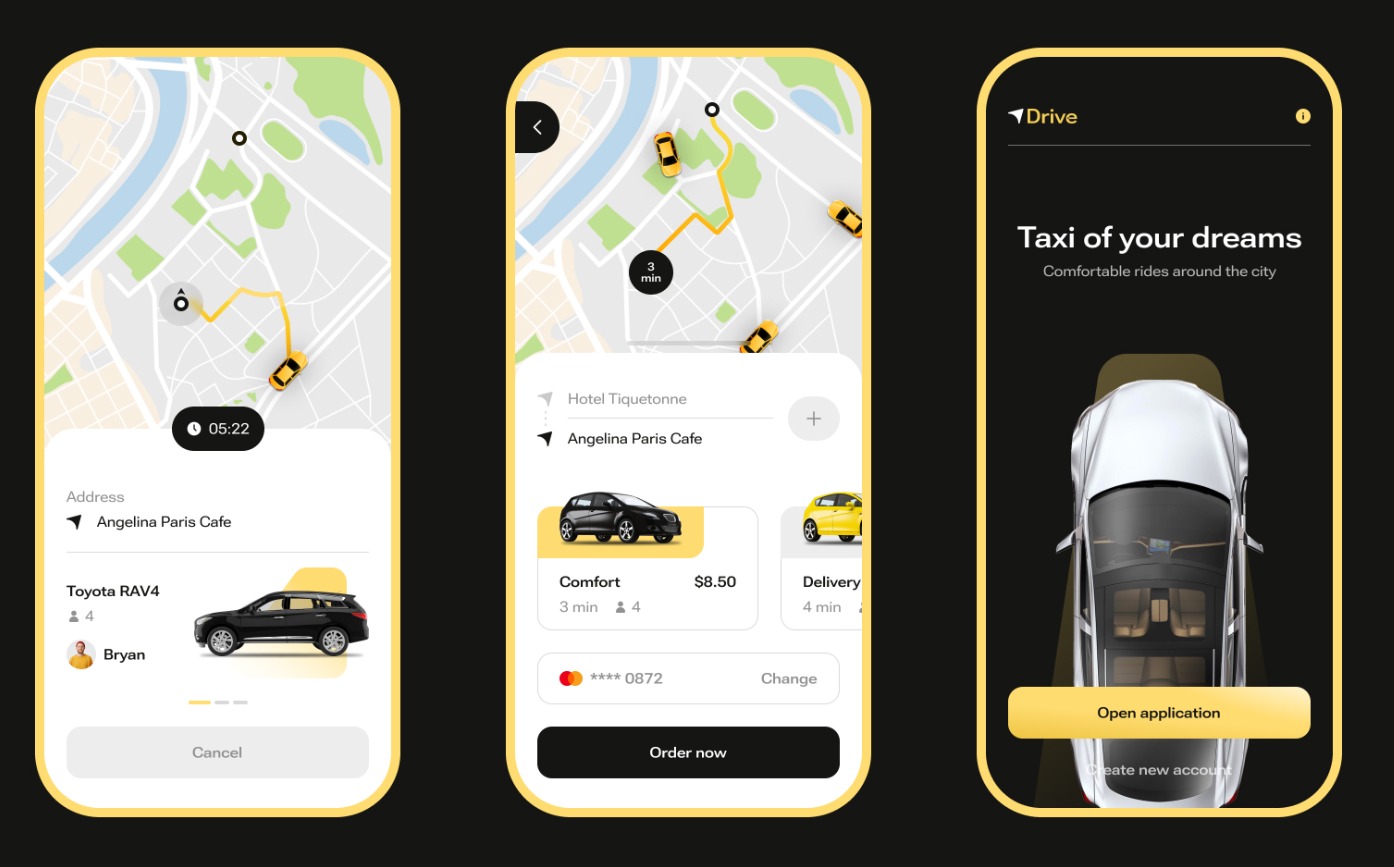 05:22
Address
Angelina Paris Cafe
Toyota RAV4
4
Bryan
Cancel
3
min
Hotel Tiquetonne
Angelina Paris Cafe
+
Comfort $8.50
3 min 4
Delivery
4 min
**** 0872 Change
Order now
Drive
i
Taxi of your dreams
Comfortable rides around the city
Open application
Create new account